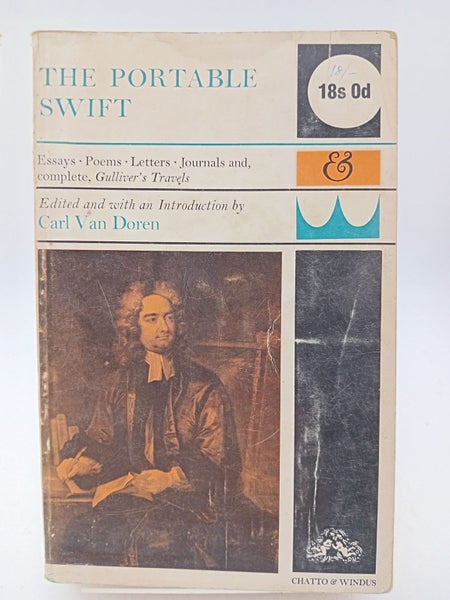 THE PORTABLE
SWIFT
18/-
18s 0d
Essays · Poems · Letters · Journals and,
complete, Gulliver's Travels
&
Edited and with an Introduction by
Carl Van Doren
CHATTO & WINDUS